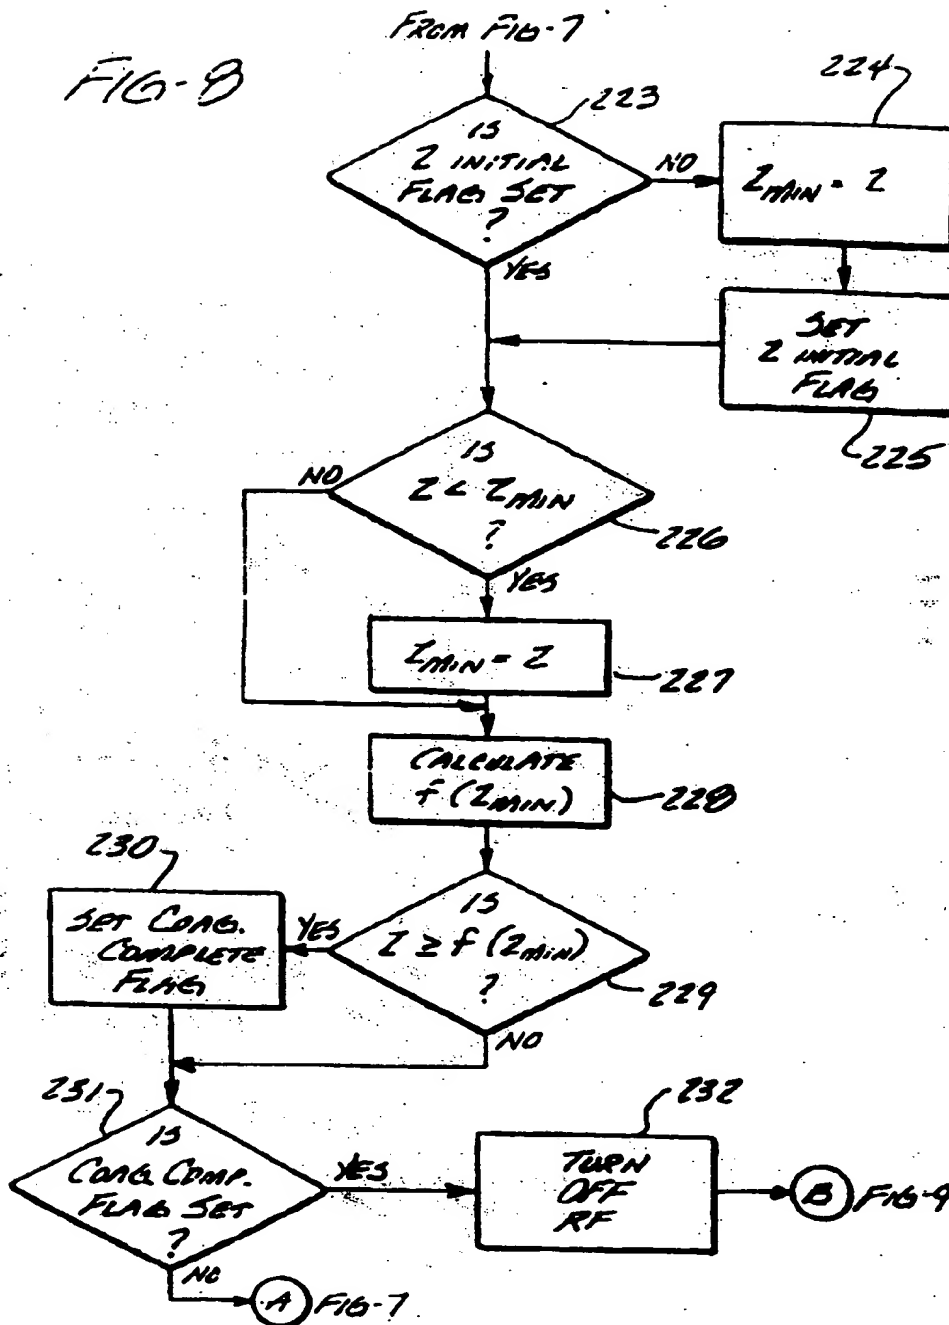 FROM FIG-7
FIG-8
223
IS
Z INITIAL
FLAG SET
?
NO
YES
224
ZMIN = Z
SET
Z INITIAL
FLAG
225
IS
Z < ZMIN
?
NO
YES
226
ZMIN = Z
227
CALCULATE
f (ZMIN)
228
IS
Z ≥ f (ZMIN)
?
YES
NO
229
230
SET COAG.
COMPLETE
FLAG
231
IS
COAG. COMP.
FLAG SET
?
YES
NO
232
TURN
OFF
RF
B FIG-9
A FIG-7